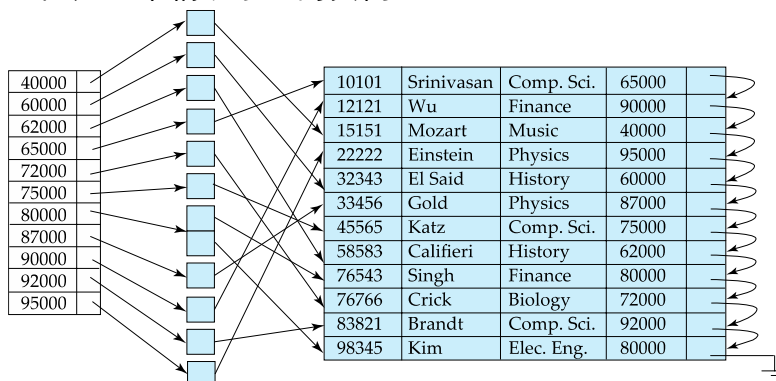 40000
60000
62000
65000
72000
75000
80000
87000
90000
92000
95000
10101 Srinivasan Comp. Sci. 65000
12121 Wu Finance 90000
15151 Mozart Music 40000
22222 Einstein Physics 95000
32343 El Said History 60000
33456 Gold Physics 87000
45565 Katz Comp. Sci. 75000
58583 Califieri History 62000
76543 Singh Finance 80000
76766 Crick Biology 72000
83821 Brandt Comp. Sci. 92000
98345 Kim Elec. Eng. 80000